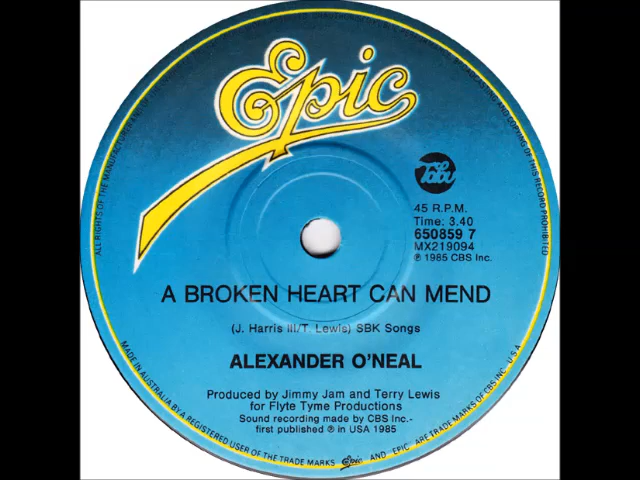 Epic
Tabu
45 R.P.M.
Time: 3.40
650859 7
MX219094
℗ 1985 CBS Inc.
A BROKEN HEART CAN MEND
(J. Harris III/T. Lewis) SBK Songs
ALEXANDER O'NEAL
Produced by Jimmy Jam and Terry Lewis
for Flyte Tyme Productions
Sound recording made by CBS Inc.-
first published ℗ in USA 1985
ALL RIGHTS OF THE MANUFACTURER
AND COPYING OF THIS RECORD PROHIBITED
MADE IN AUSTRALIA BY A REGISTERED USER OF THE TRADE MARKS Epic AND EPIC ARE TRADE MARKS OF CBS INC. U.S.A.